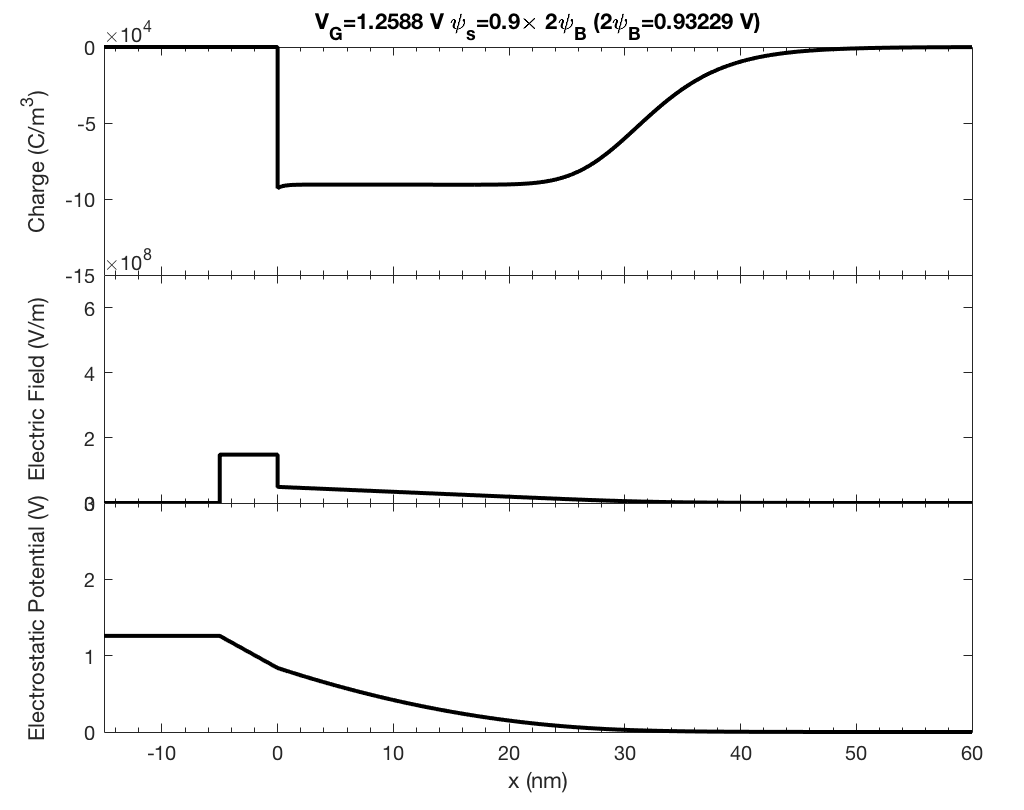 V_G=1.2588 V ψ_s=0.9× 2ψ_B (2ψ_B=0.93229 V)
×10^4
0
-5
-10
-15
Charge (C/m^3)
×10^8
6
4
2
0
Electric Field (V/m)
3
2
1
0
Electrostatic Potential (V)
-10 0 10 20 30 40 50 60
x (nm)